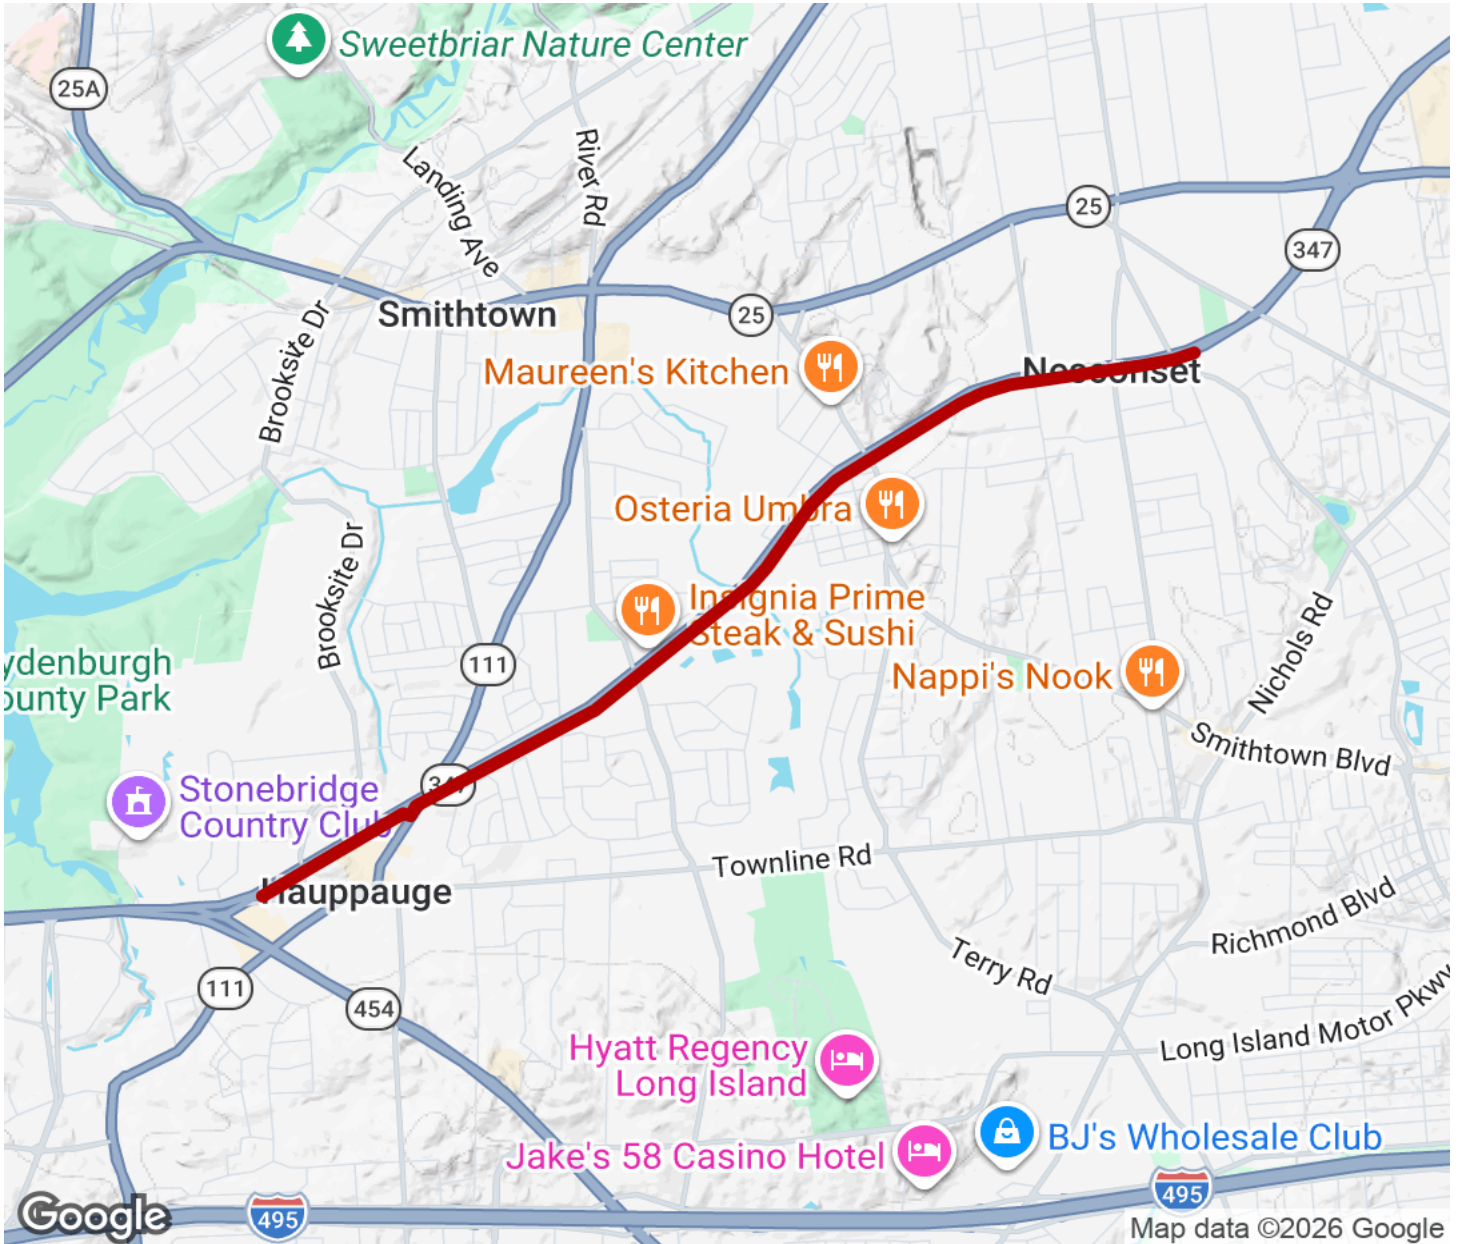 Sweetbriar Nature Center
25A
River Rd
Landing Ave
25
347
Smithtown
25
Brooksite Dr
Maureen's Kitchen
Nesconset
Osteria Umbra
Brooksite Dr
Insignia Prime
Steak & Sushi
111
ydenburgh
ounty Park
Nappi's Nook
Nichols Rd
Smithtown Blvd
347
Stonebridge
Country Club
Townline Rd
Hauppauge
Richmond Blvd
Terry Rd
111
454
Long Island Motor Pkwy
Hyatt Regency
Long Island
Jake's 58 Casino Hotel
BJ's Wholesale Club
495
495
Google
Map data ©2026 Google